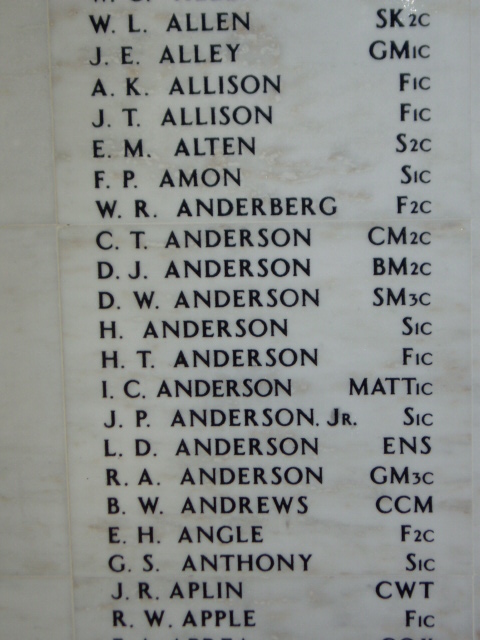 W. L. ALLEN SK2C
J. E. ALLEY GM1C
A. K. ALLISON F1C
J. T. ALLISON F1C
E. M. ALTEN S2C
F. P. AMON S1C
W. R. ANDERBERG F2C
C. T. ANDERSON CM2C
D. J. ANDERSON BM2C
D. W. ANDERSON SM3C
H. ANDERSON S1C
H. T. ANDERSON F1C
I. C. ANDERSON MATT1C
J. P. ANDERSON. JR. S1C
L. D. ANDERSON ENS
R. A. ANDERSON GM3C
B. W. ANDREWS CCM
E. H. ANGLE F2C
G. S. ANTHONY S1C
J. R. APLIN CWT
R. W. APPLE F1C